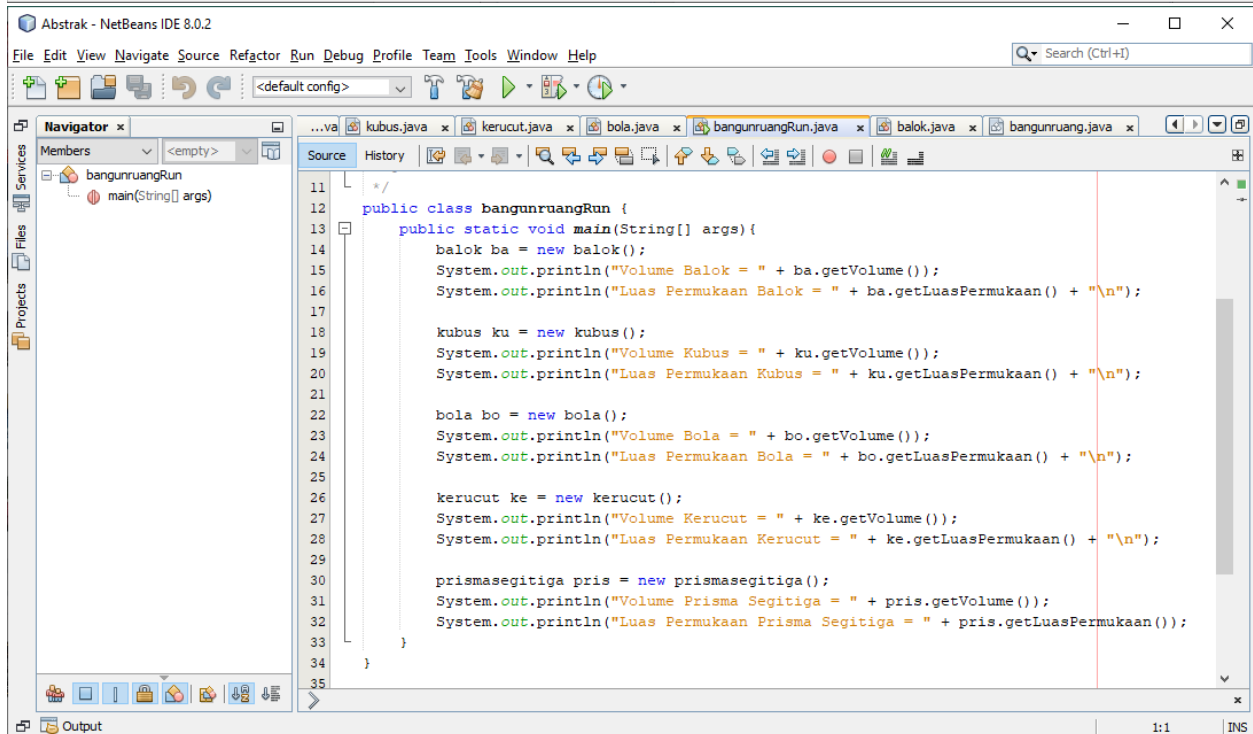 Abstrak - NetBeans IDE 8.0.2
File Edit View Navigate Source Refactor Run Debug Profile Team Tools Window Help
Search (Ctrl+I)
<default config>
Navigator
...va kubus.java kerucut.java bola.java bangunruangRun.java balok.java bangunruang.java
Members <empty>
Source History
Services
Files
Projects
bangunruangRun
main(String[] args)
11 */
12 public class bangunruangRun {
13 public static void main(String[] args){
14 balok ba = new balok();
15 System.out.println("Volume Balok = " + ba.getVolume());
16 System.out.println("Luas Permukaan Balok = " + ba.getLuasPermukaan() + "\n");
17
18 kubus ku = new kubus();
19 System.out.println("Volume Kubus = " + ku.getVolume());
20 System.out.println("Luas Permukaan Kubus = " + ku.getLuasPermukaan() + "\n");
21
22 bola bo = new bola();
23 System.out.println("Volume Bola = " + bo.getVolume());
24 System.out.println("Luas Permukaan Bola = " + bo.getLuasPermukaan() + "\n");
25
26 kerucut ke = new kerucut();
27 System.out.println("Volume Kerucut = " + ke.getVolume());
28 System.out.println("Luas Permukaan Kerucut = " + ke.getLuasPermukaan() + "\n");
29
30 prismasegitiga pris = new prismasegitiga();
31 System.out.println("Volume Prisma Segitiga = " + pris.getVolume());
32 System.out.println("Luas Permukaan Prisma Segitiga = " + pris.getLuasPermukaan());
33 }
34 }
35
Output
1:1 INS